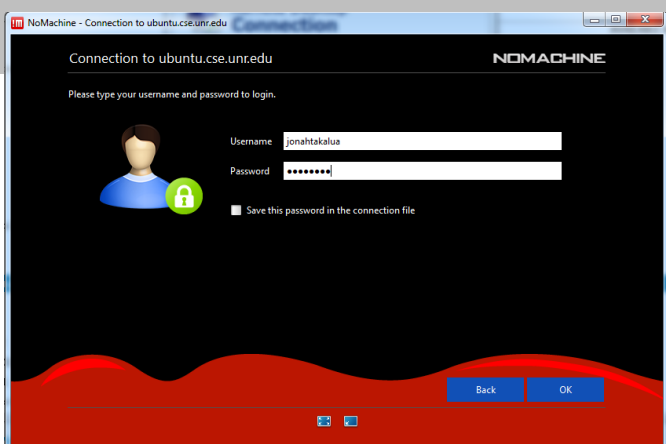 NoMachine - Connection to ubuntu.cse.unr.edu
Connection
Connection to ubuntu.cse.unr.edu
NOMACHINE
Please type your username and password to login.
Username jonahtakalua
Password ••••••••
Save this password in the connection file
Back OK